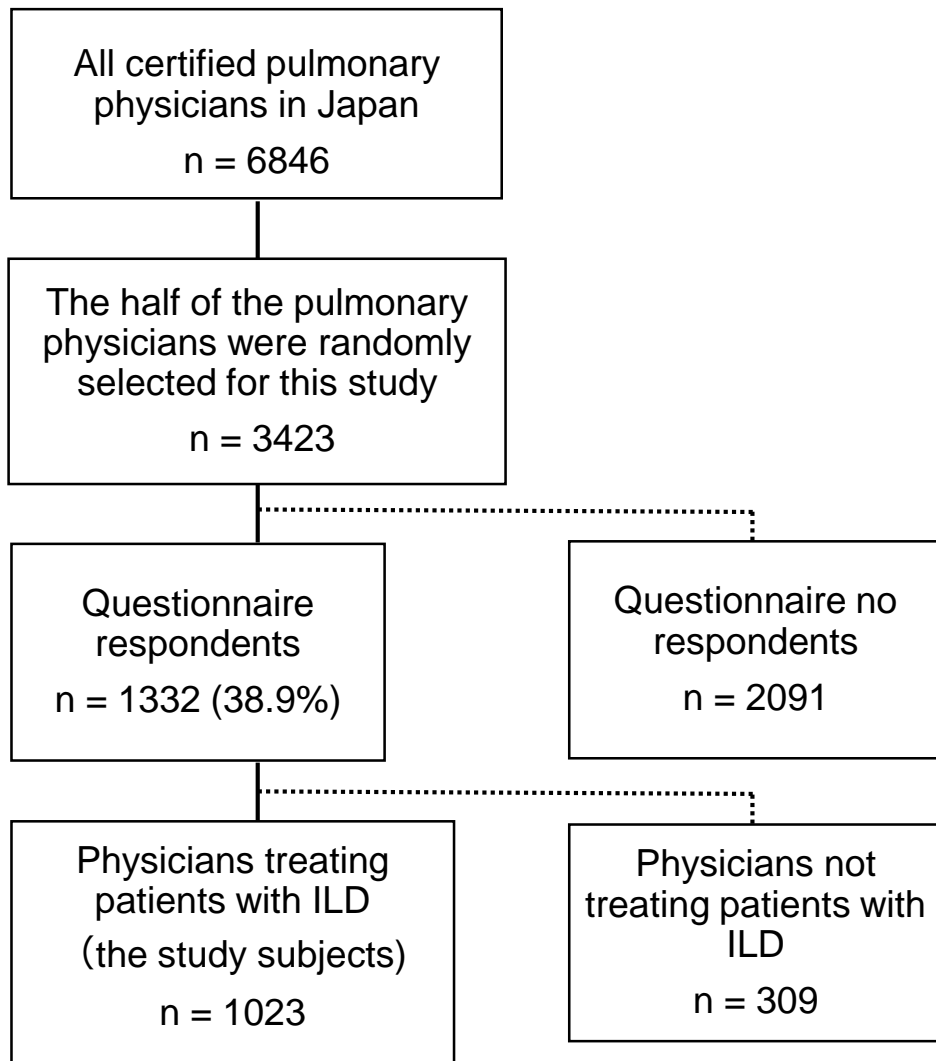 All certified pulmonary
physicians in Japan
n = 6846
The half of the pulmonary
physicians were randomly
selected for this study
n = 3423
Questionnaire
respondents
n = 1332 (38.9%)
Questionnaire no
respondents
n = 2091
Physicians treating
patients with ILD
（the study subjects)
n = 1023
Physicians not
treating patients with
ILD
n = 309